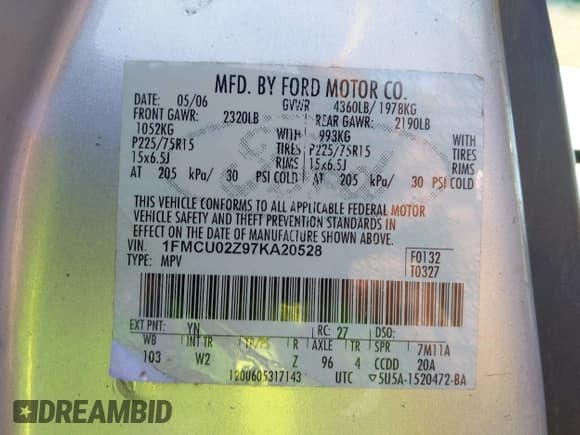 MFD. BY FORD MOTOR CO.
DATE: 05/06 GVWR 4360LB/ 1978KG
FRONT GAWR: 2320LB REAR GAWR: 2190LB
1052KG WITH 993KG WITH
P225/75R15 TIRES P225/75R15 TIRES
15x6.5J RIMS 15x6.5J RIMS
AT 205 kPa/ 30 PSI COLD AT 205 kPa/ 30 PSI COLD
THIS VEHICLE CONFORMS TO ALL APPLICABLE FEDERAL MOTOR
VEHICLE SAFETY AND THEFT PREVENTION STANDARDS IN
EFFECT ON THE DATE OF MANUFACTURE SHOWN ABOVE.
VIN: 1FMCU02Z97KA20528
TYPE: MPV
F0132
T0327
EXT PNT: YN RC: 27 DSO:
WB INT TR TP/PS R AXLE TR SPR 7M11A
103 W2 Z 96 4 CCDD 20A
1200605317143 UTC 5U5A-1520472-BA
DREAMBID